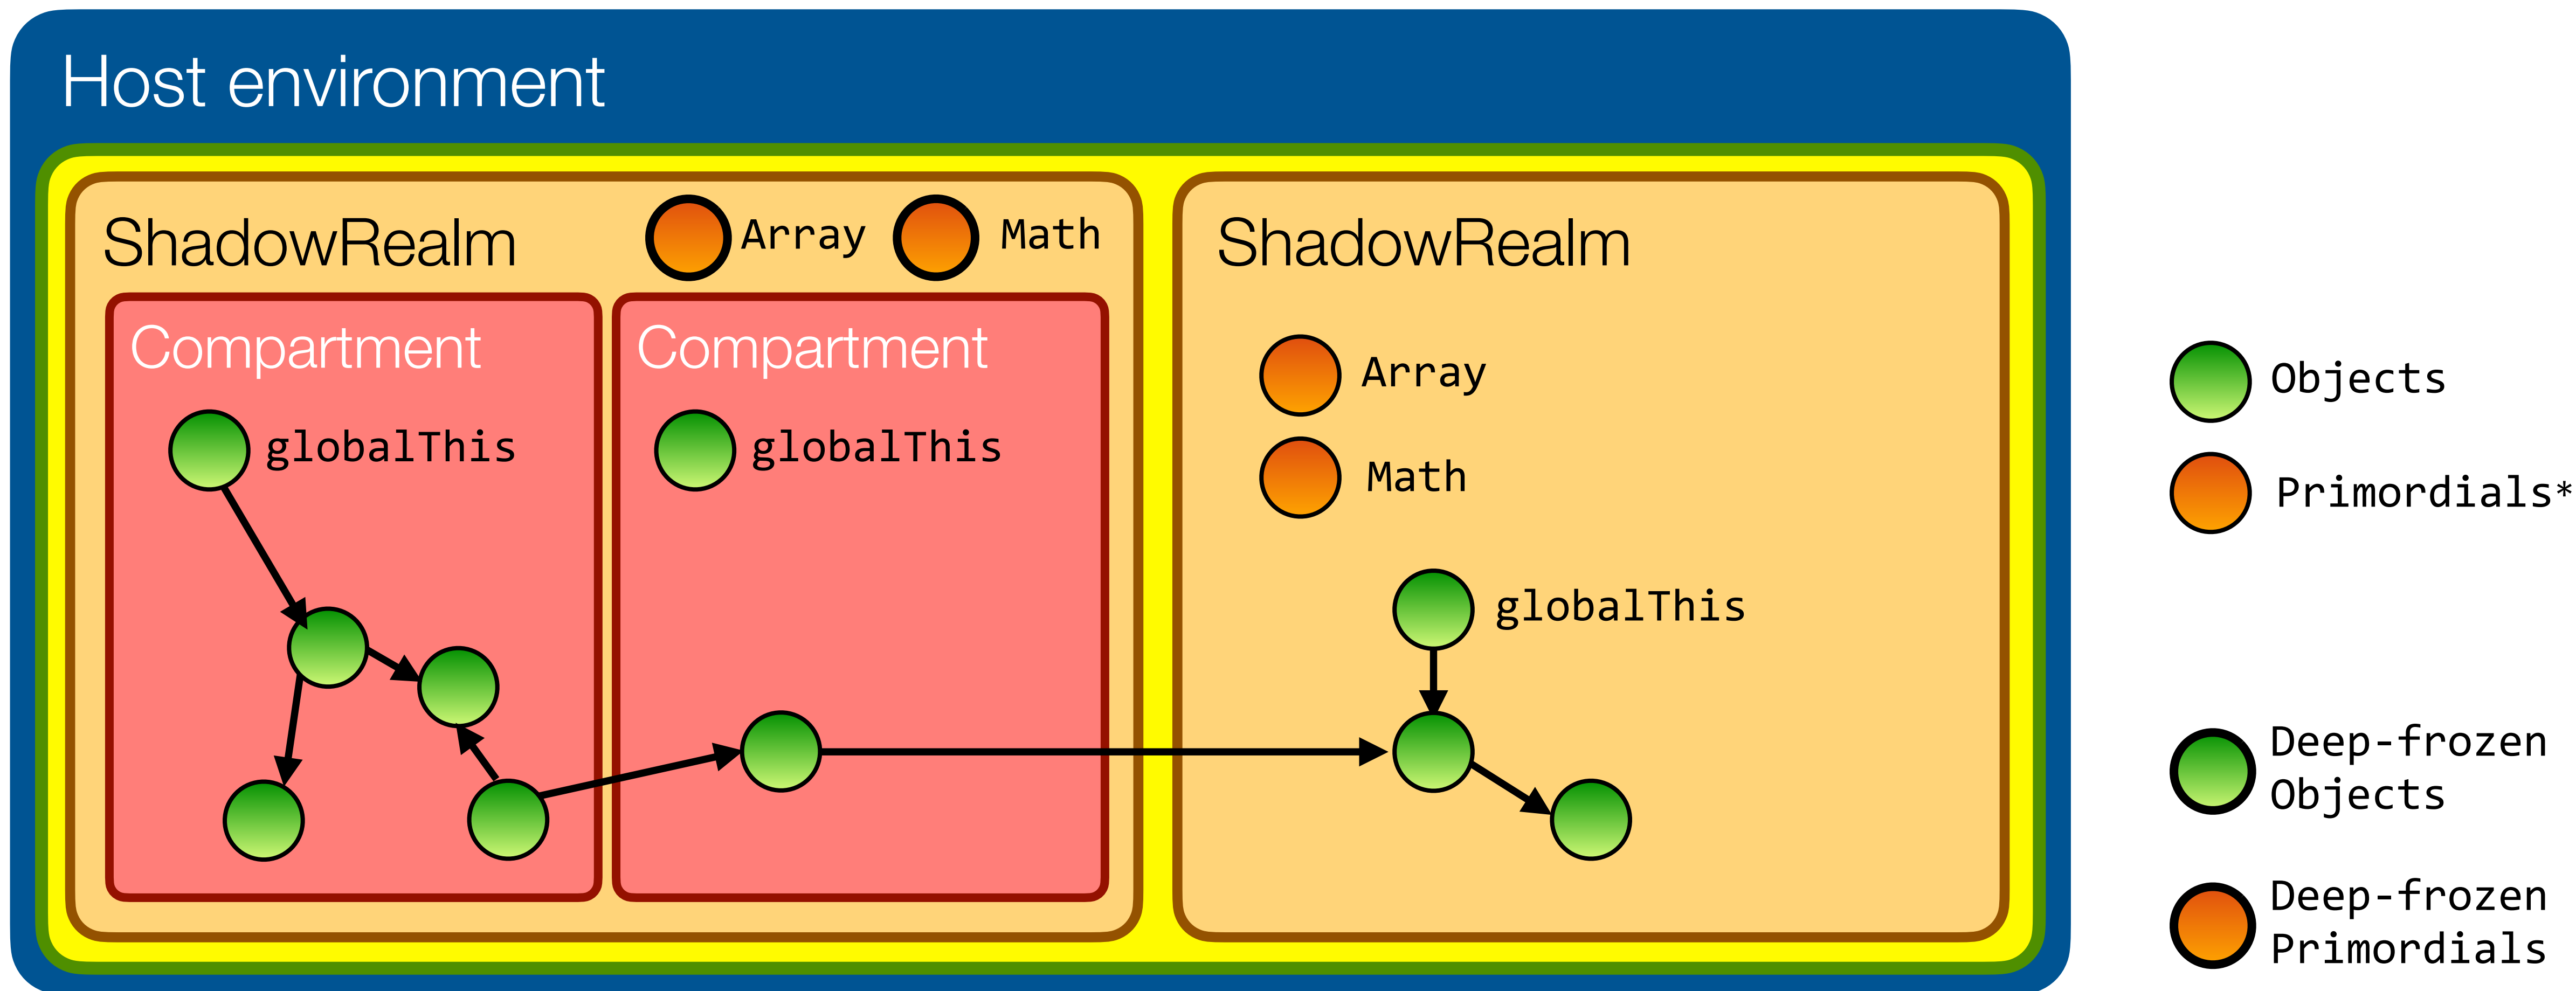 Host environment
ShadowRealm
Array
Math
Compartment
globalThis
Compartment
globalThis
ShadowRealm
Array
Math
globalThis
Objects
Primordials*
Deep-frozen
Objects
Deep-frozen
Primordials